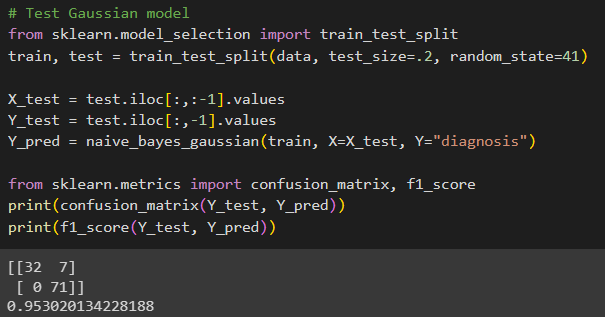 # Test Gaussian model
from sklearn.model_selection import train_test_split
train, test = train_test_split(data, test_size=.2, random_state=41)
X_test = test.iloc[:,:-1].values
Y_test = test.iloc[:,-1].values
Y_pred = naive_bayes_gaussian(train, X=X_test, Y="diagnosis")
from sklearn.metrics import confusion_matrix, f1_score
print(confusion_matrix(Y_test, Y_pred))
print(f1_score(Y_test, Y_pred))
[[32  7]
 [ 0 71]]
0.953020134228188